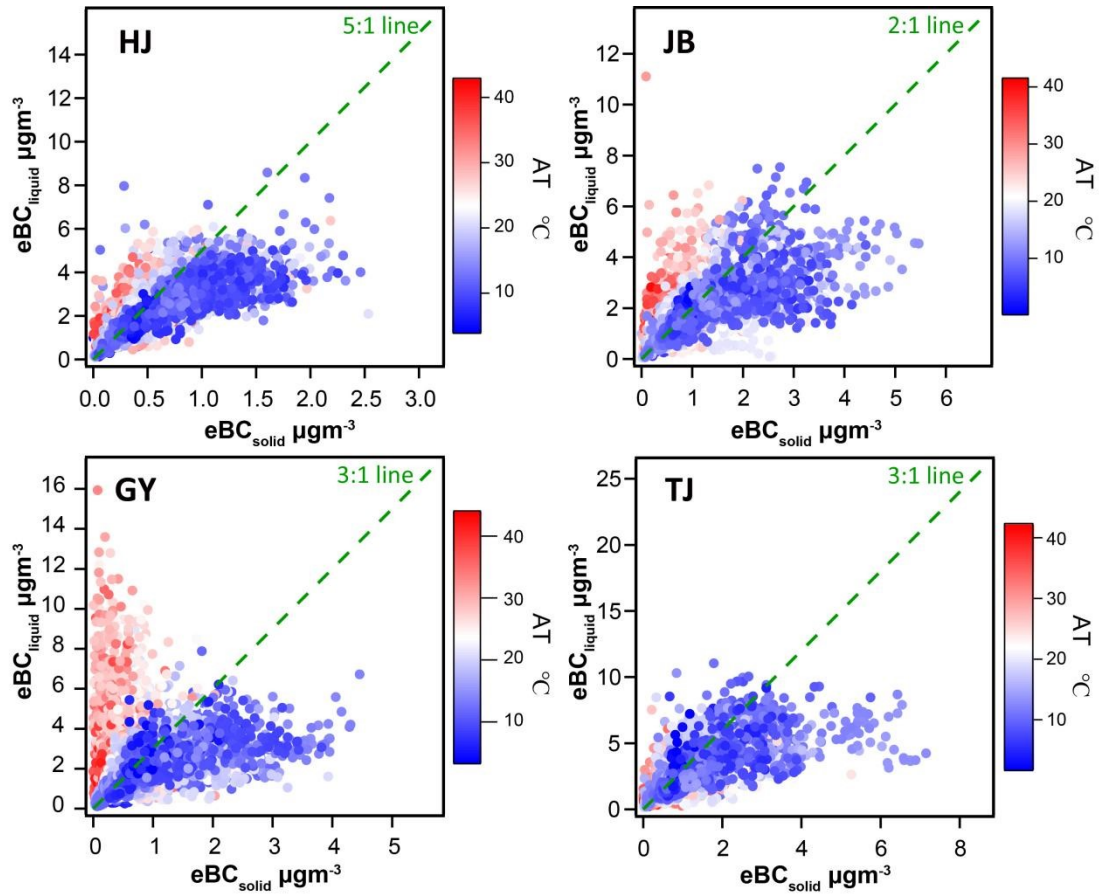 HJ
5:1 line
14
12
10
8
6
4
2
0
eBCliquid µgm-3
0.0 0.5 1.0 1.5 2.0 2.5 3.0
eBCsolid µgm-3
40
30
20
10
AT °C
JB
2:1 line
12
10
8
6
4
2
0
eBCliquid µgm-3
0 1 2 3 4 5 6
eBCsolid µgm-3
40
30
20
10
AT °C
GY
3:1 line
16
14
12
10
8
6
4
2
0
eBCliquid µgm-3
0 1 2 3 4 5
eBCsolid µgm-3
40
30
20
10
AT °C
TJ
3:1 line
25
20
15
10
5
0
eBCliquid µgm-3
0 2 4 6 8
eBCsolid µgm-3
40
30
20
10
AT °C